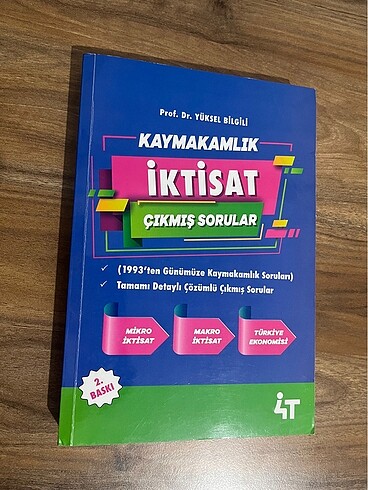 Prof. Dr. YÜKSEL BİLGİLİ
KAYMAKAMLIK
İKTİSAT
ÇIKMIŞ SORULAR
(1993'ten Günümüze Kaymakamlık Soruları)
Tamamı Detaylı Çözümlü Çıkmış Sorular
MİKRO
İKTİSAT
MAKRO
İKTİSAT
TÜRKİYE
EKONOMİSİ
2.
BASKI
4T